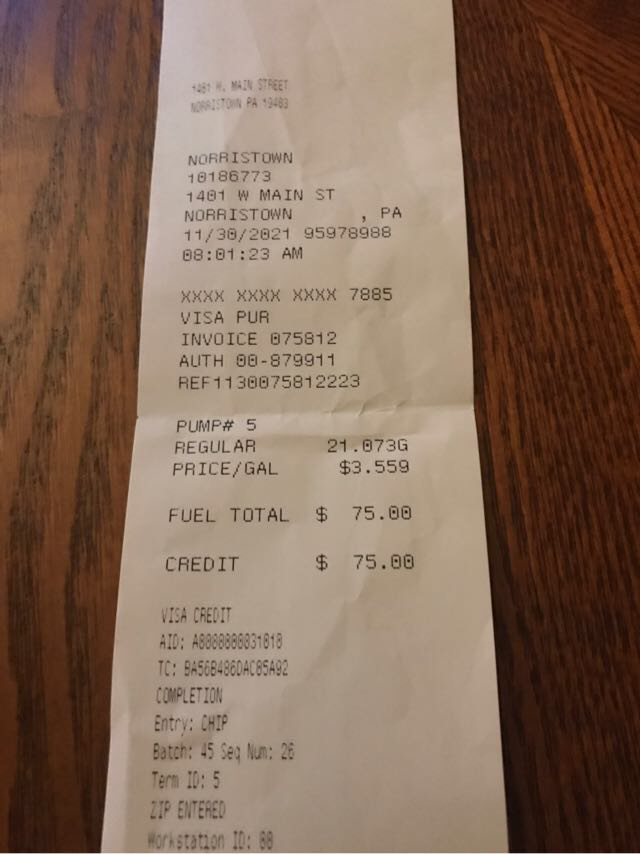 1401 W. MAIN STREET
NORRISTOWN PA 19403
NORRISTOWN
10186773
1401 W MAIN ST
NORRISTOWN , PA
11/30/2021 95978988
08:01:23 AM
XXXX XXXX XXXX 7885
VISA PUR
INVOICE 075812
AUTH 00-879911
REF1130075812223
PUMP# 5
REGULAR 21.073G
PRICE/GAL $3.559
FUEL TOTAL $ 75.00
CREDIT $ 75.00
VISA CREDIT
AID: A0000000031010
TC: BA56B486DAC85A92
COMPLETION
Entry: CHIP
Batch: 45 Seq Num: 26
Term ID: 5
ZIP ENTERED
Workstation ID: 00